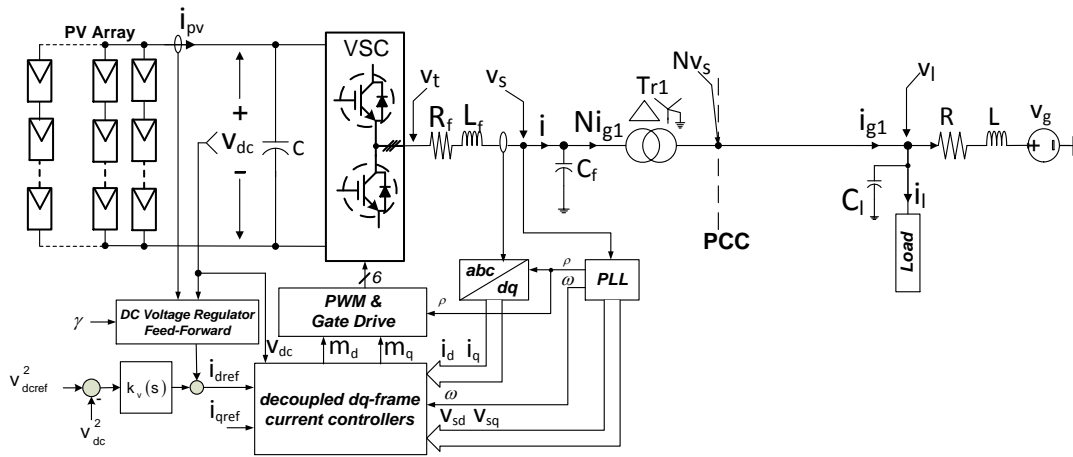 PV Array
i_pv
VSC
v_t
v_s
Nv_s
v_l
Tr1
R_f
L_f
i
Ni_g1
i_g1
R
L
v_g
+
V_dc
-
C
C_f
C_l
i_l
+
-
PCC
Load
6
abc
dq
ρ
ω
PLL
PWM &
Gate Drive
ρ
DC Voltage Regulator
Feed-Forward
γ
v_dc
m_d
m_q
i_d
i_q
v²_dcref
k_v(s)
i_dref
-
v²_dc
i_qref
decoupled dq-frame
current controllers
ω
v_sd
v_sq